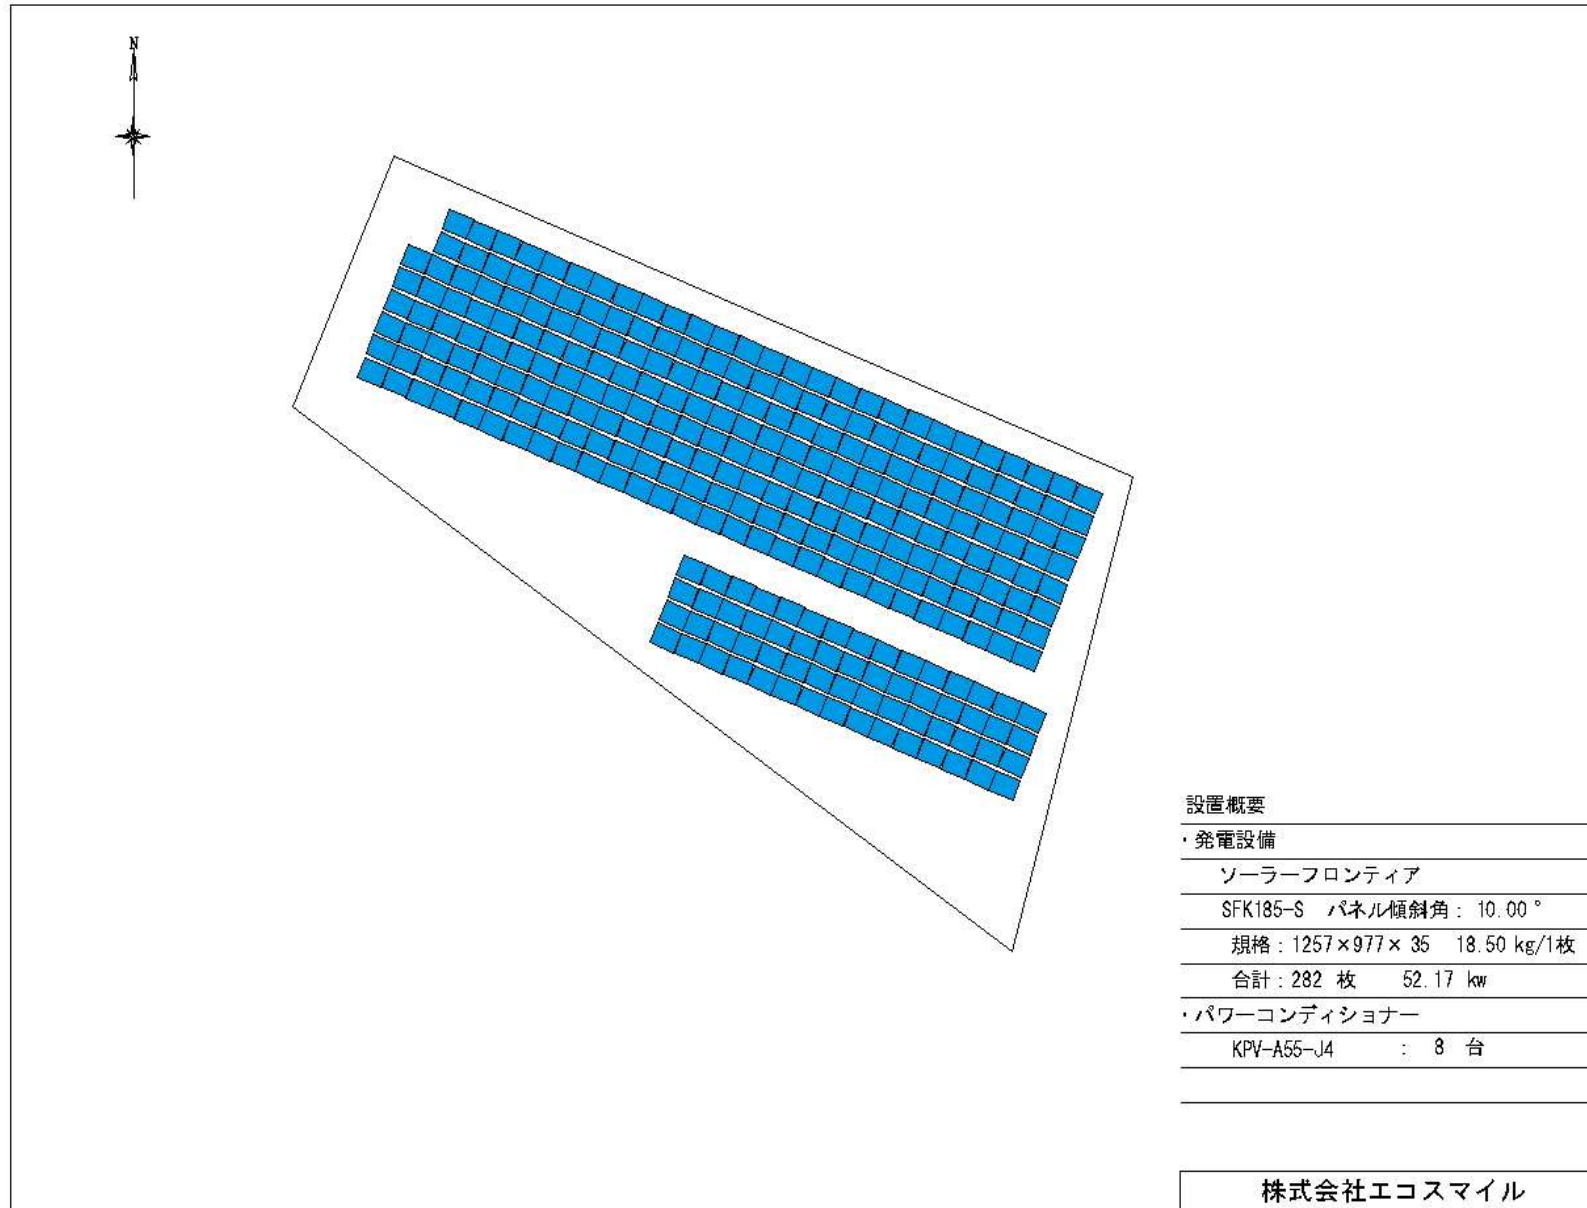 N
設置概要
・発電設備
ソーラーフロンティア
SFK185-S パネル傾斜角：10.00°
規格：1257×977×35 18.50 kg/1枚
合計：282 枚 52.17 kw
・パワーコンディショナー
KPV-A55-J4 ： 8 台
株式会社エコスマイル